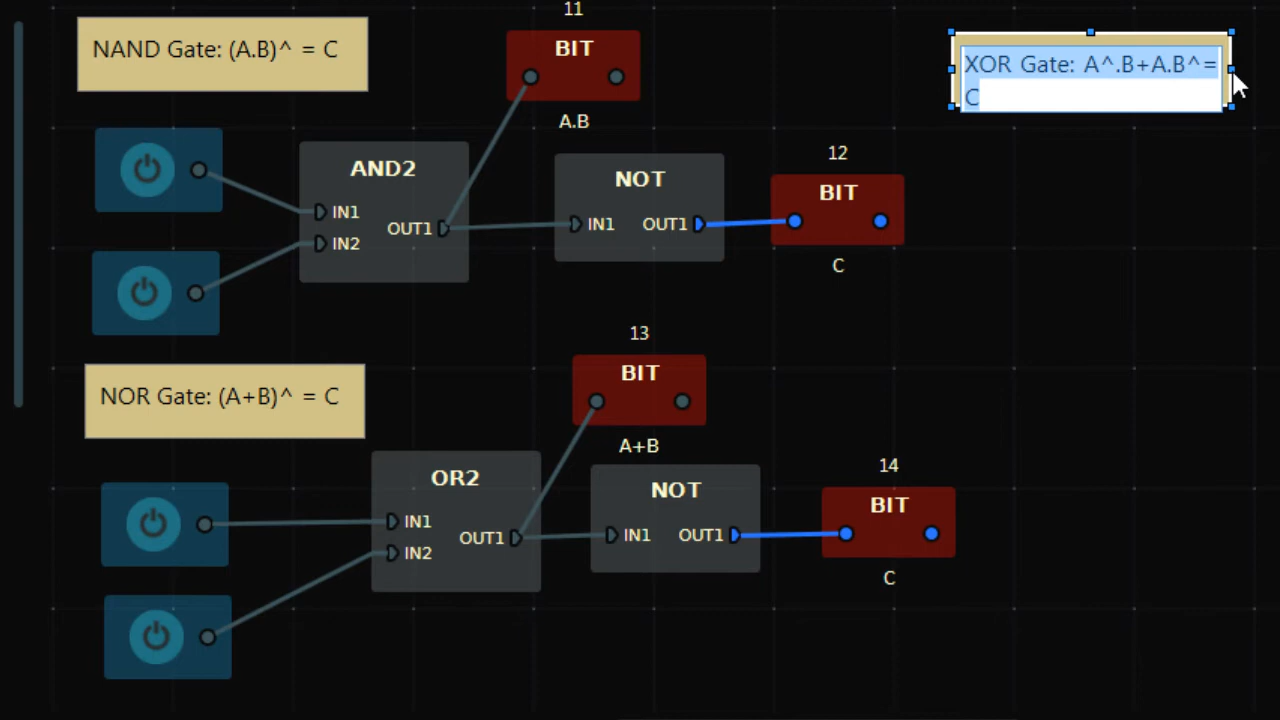 NAND Gate: (A.B)^ = C
11
BIT
A.B
XOR Gate: A^.B+A.B^=
C
AND2
IN1
IN2
OUT1
NOT
IN1
OUT1
12
BIT
C
NOR Gate: (A+B)^ = C
13
BIT
A+B
OR2
IN1
IN2
OUT1
NOT
IN1
OUT1
14
BIT
C